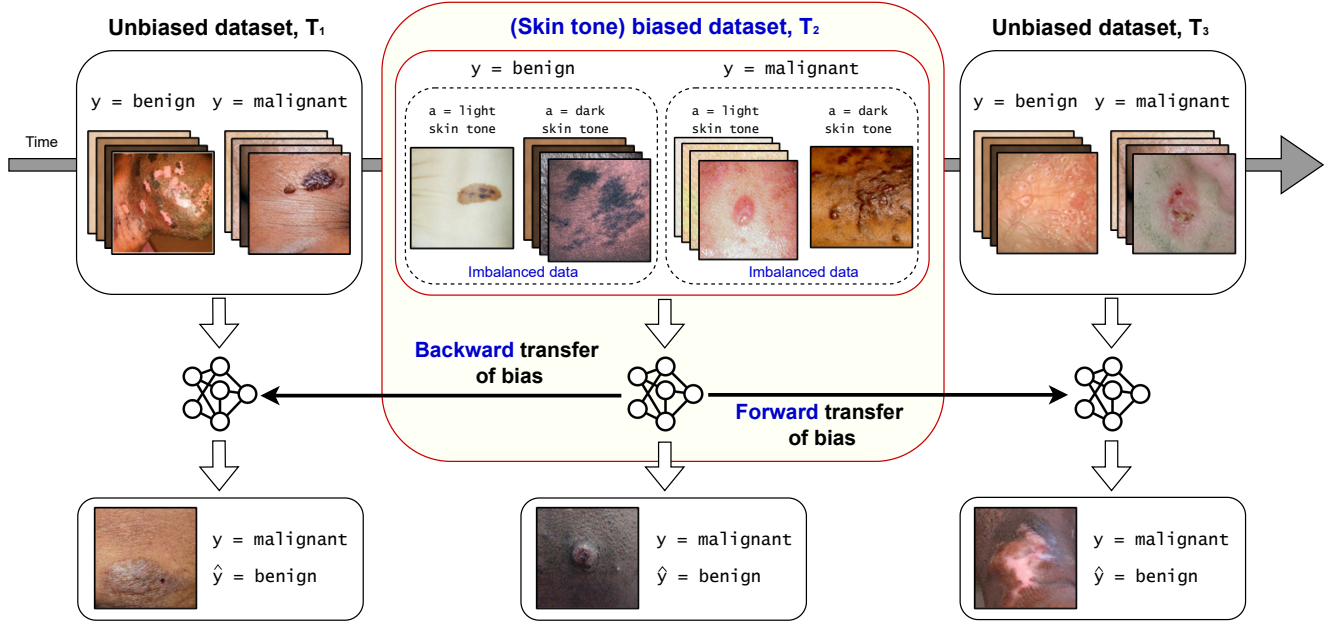 Unbiased dataset, T₁
(Skin tone) biased dataset, T₂
Unbiased dataset, T₃
Time
y = benign
y = malignant
y = benign
a = light
skin tone
a = dark
skin tone
Imbalanced data
y = malignant
a = light
skin tone
a = dark
skin tone
Imbalanced data
y = benign
y = malignant
Backward transfer
of bias
Forward transfer
of bias
y = malignant
ŷ = benign
y = malignant
ŷ = benign
y = malignant
ŷ = benign